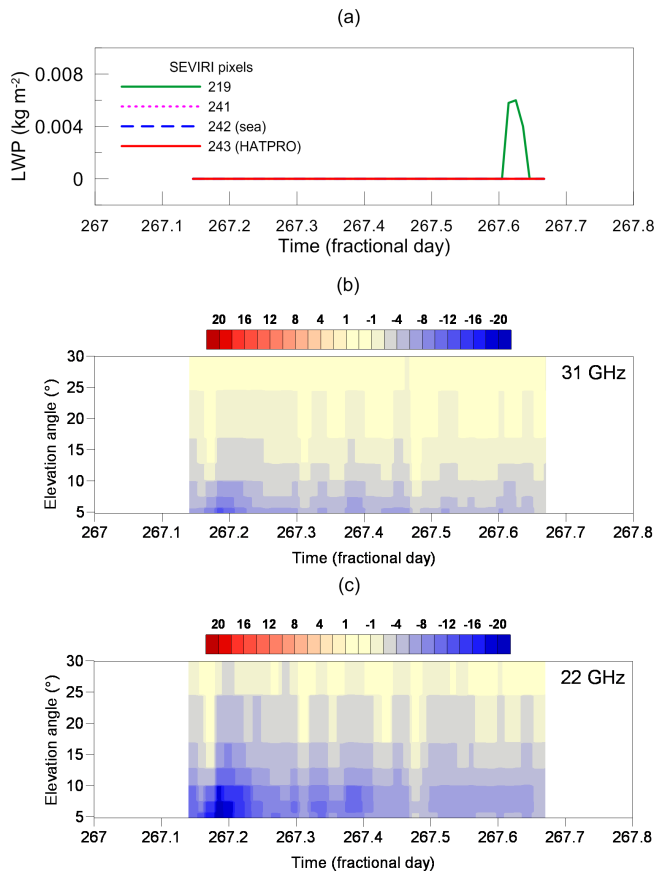 (a)
LWP (kg m-2)
0.008
0.004
0
SEVIRI pixels
219
241
242 (sea)
243 (HATPRO)
267 267.1 267.2 267.3 267.4 267.5 267.6 267.7 267.8
Time (fractional day)
(b)
20 16 12 8 4 1 -1 -4 -8 -12 -16 -20
31 GHz
Elevation angle (°)
30
25
20
15
10
5
267 267.1 267.2 267.3 267.4 267.5 267.6 267.7 267.8
Time (fractional day)
(c)
20 16 12 8 4 1 -1 -4 -8 -12 -16 -20
22 GHz
Elevation angle (°)
30
25
20
15
10
5
267 267.1 267.2 267.3 267.4 267.5 267.6 267.7 267.8
Time (fractional day)